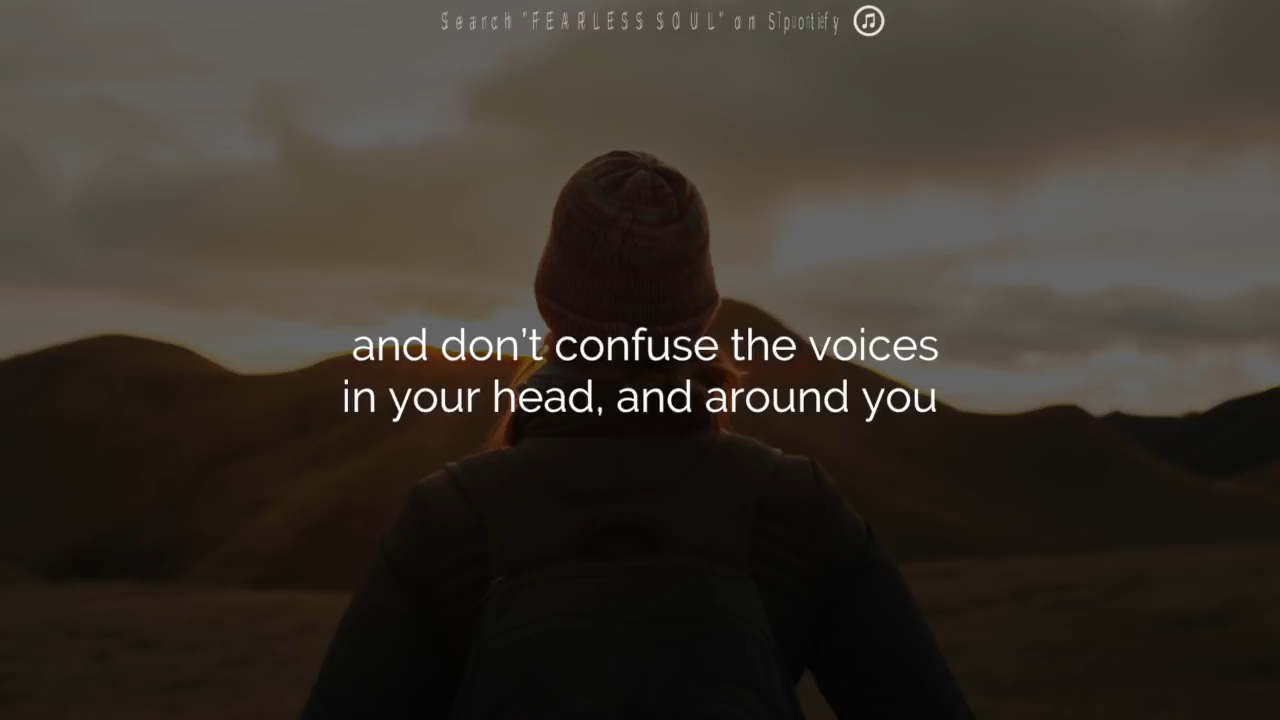 Search "FEARLESS SOUL" on
and don't confuse the voices
in your head, and around you